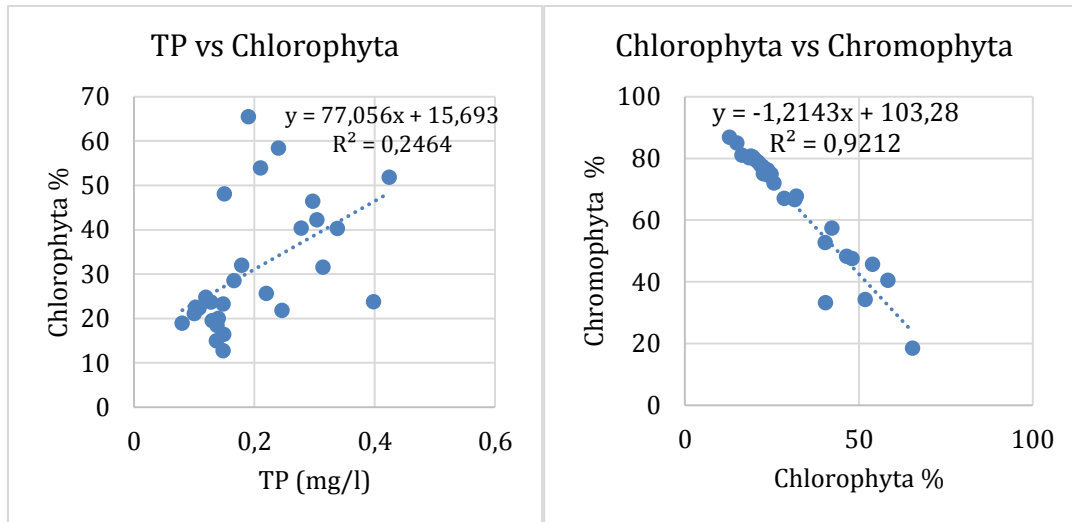 TP vs Chlorophyta
y = 77,056x + 15,693
R² = 0,2464
Chlorophyta %
70
60
50
40
30
20
10
0
0 0,2 0,4 0,6
TP (mg/l)
Chlorophyta vs Chromophyta
y = -1,2143x + 103,28
R² = 0,9212
Chromophyta %
100
80
60
40
20
0
0 50 100
Chlorophyta %